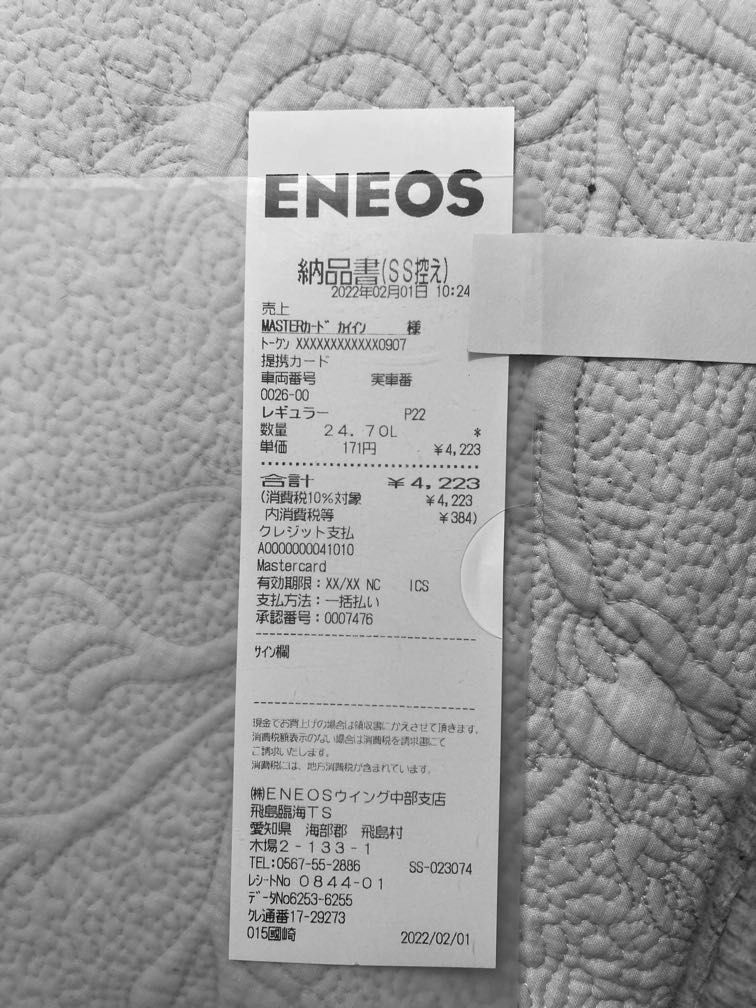 ENEOS
納品書(SS控え)
2022年02月01日 10:24
売上
MASTERカード カイイン 様
トークン XXXXXXXXXXXX0907
提携カード
車両番号 実車番
0026-00
レギュラー P22
数量 24.70L *
単価 171円 ¥4,223
合計 ¥4,223
(消費税10%対象 ¥4,223
内消費税等 ¥384)
クレジット支払
A0000000041010
Mastercard
有効期限:XX/XX NC ICS
支払方法:一括払い
承認番号:0007476
サイン欄
現金でお買上げの場合は領収書にかえさせて頂きます。
消費税額表示のない場合は消費税を請求書にて
ご請求いたします。
消費税には、地方消費税が含まれています。
㈱ENEOSウイング中部支店
飛島臨海TS
愛知県 海部郡 飛島村
木場2-133-1
TEL:0567-55-2886 SS-023074
レシートNo 0844-01
データNo6253-6255
クレ通番17-29273
015國崎 2022/02/01